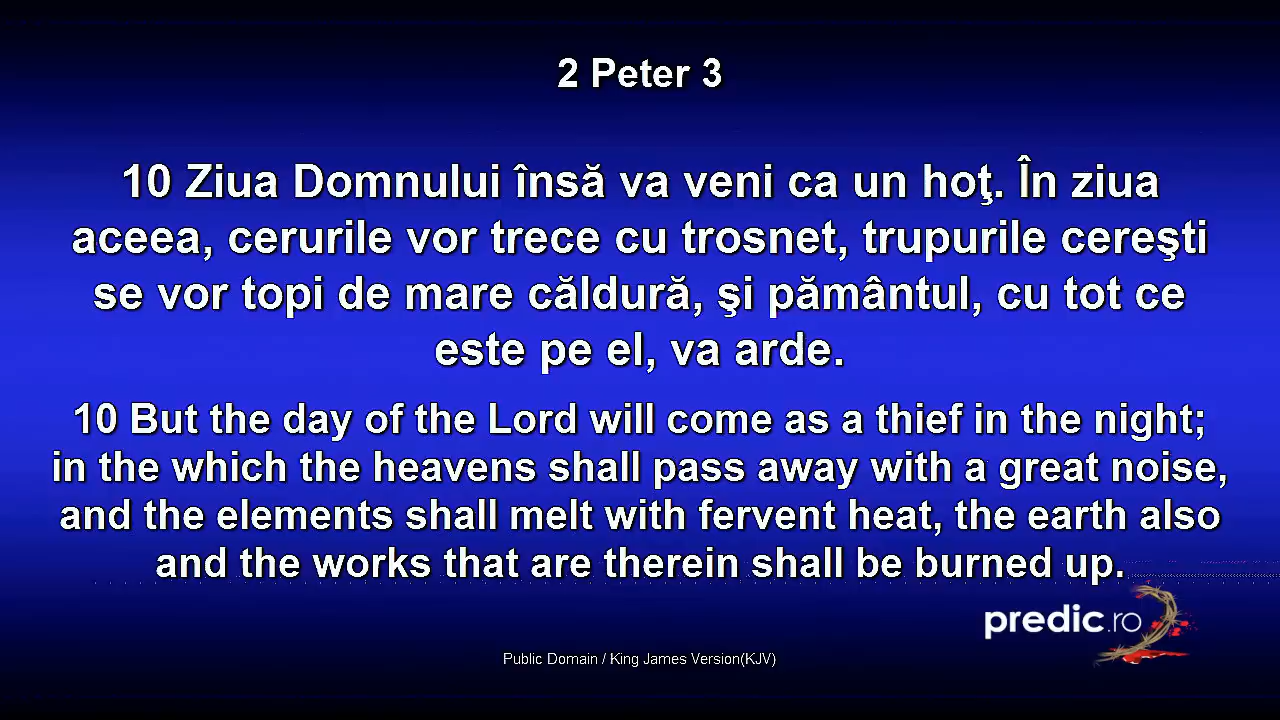 2 Peter 3
10 Ziua Domnului însă va veni ca un hoţ. În ziua
aceea, cerurile vor trece cu trosnet, trupurile cereşti
se vor topi de mare căldură, şi pământul, cu tot ce
este pe el, va arde.
10 But the day of the Lord will come as a thief in the night;
in the which the heavens shall pass away with a great noise,
and the elements shall melt with fervent heat, the earth also
and the works that are therein shall be burned up.
predic.ro
Public Domain / King James Version(KJV)